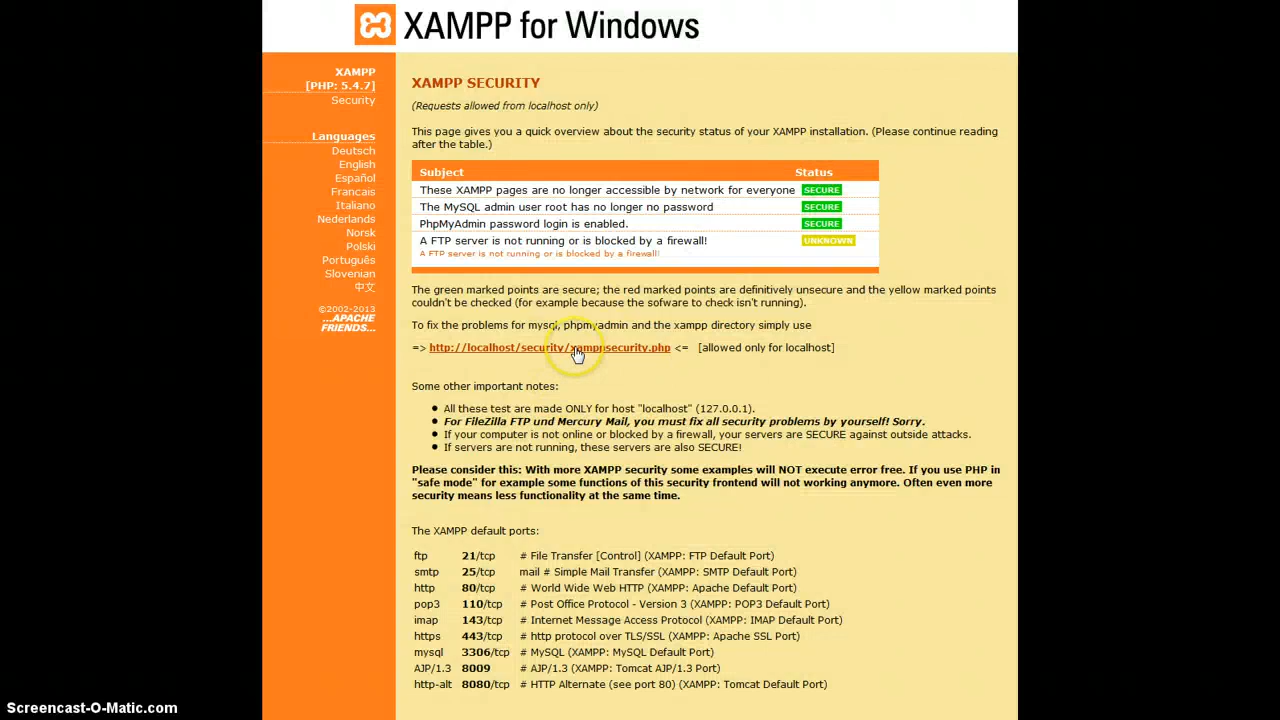 XAMPP for Windows
XAMPP
[PHP: 5.4.7]
Security
Languages
Deutsch
English
Español
Francais
Italiano
Nederlands
Norsk
Polski
Português
Slovenian
中文
©2002-2013
...APACHE
FRIENDS...
XAMPP SECURITY
(Requests allowed from localhost only)
This page gives you a quick overview about the security status of your XAMPP installation. (Please continue reading
after the table.)
Subject Status
These XAMPP pages are no longer accessible by network for everyone SECURE
The MySQL admin user root has no longer no password SECURE
PhpMyAdmin password login is enabled. SECURE
A FTP server is not running or is blocked by a firewall! UNKNOWN
A FTP server is not running or is blocked by a firewall!
The green marked points are secure; the red marked points are definitively unsecure and the yellow marked points
couldn't be checked (for example because the sofware to check isn't running).
To fix the problems for mysql, phpmyadmin and the xampp directory simply use
=> http://localhost/security/xamppsecurity.php <= [allowed only for localhost]
Some other important notes:
● All these test are made ONLY for host "localhost" (127.0.0.1).
● For FileZilla FTP und Mercury Mail, you must fix all security problems by yourself! Sorry.
● If your computer is not online or blocked by a firewall, your servers are SECURE against outside attacks.
● If servers are not running, these servers are also SECURE!
Please consider this: With more XAMPP security some examples will NOT execute error free. If you use PHP in
"safe mode" for example some functions of this security frontend will not working anymore. Often even more
security means less functionality at the same time.
The XAMPP default ports:
ftp 21/tcp # File Transfer [Control] (XAMPP: FTP Default Port)
smtp 25/tcp mail # Simple Mail Transfer (XAMPP: SMTP Default Port)
http 80/tcp # World Wide Web HTTP (XAMPP: Apache Default Port)
pop3 110/tcp # Post Office Protocol - Version 3 (XAMPP: POP3 Default Port)
imap 143/tcp # Internet Message Access Protocol (XAMPP: IMAP Default Port)
https 443/tcp # http protocol over TLS/SSL (XAMPP: Apache SSL Port)
mysql 3306/tcp # MySQL (XAMPP: MySQL Default Port)
AJP/1.3 8009 # AJP/1.3 (XAMPP: Tomcat AJP/1.3 Port)
http-alt 8080/tcp # HTTP Alternate (see port 80) (XAMPP: Tomcat Default Port)
Screencast-O-Matic.com